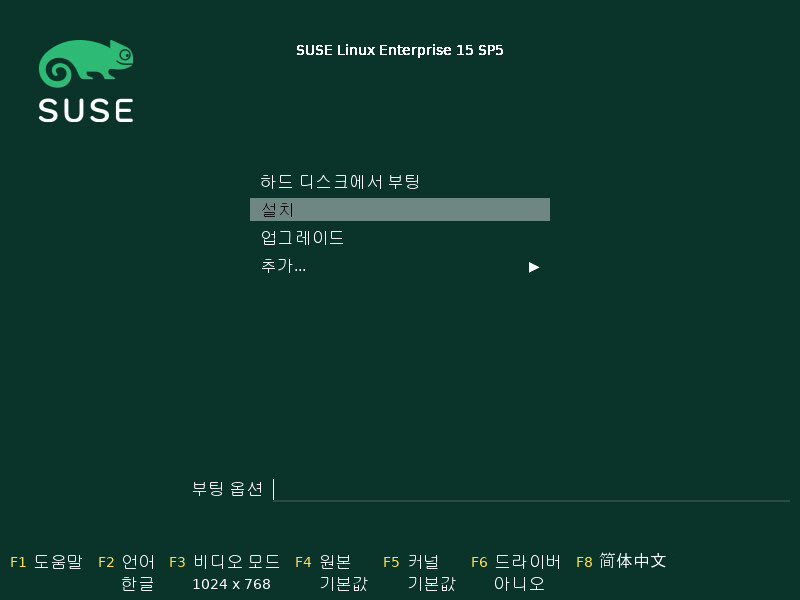 SUSE Linux Enterprise 15 SP5
SUSE
하드 디스크에서 부팅
설치
업그레이드
추가...
부팅 옵션
F1 도움말 F2 언어 F3 비디오 모드 F4 원본 F5 커널 F6 드라이버 F8 简体中文
한글 1024 x 768 기본값 기본값 아니오